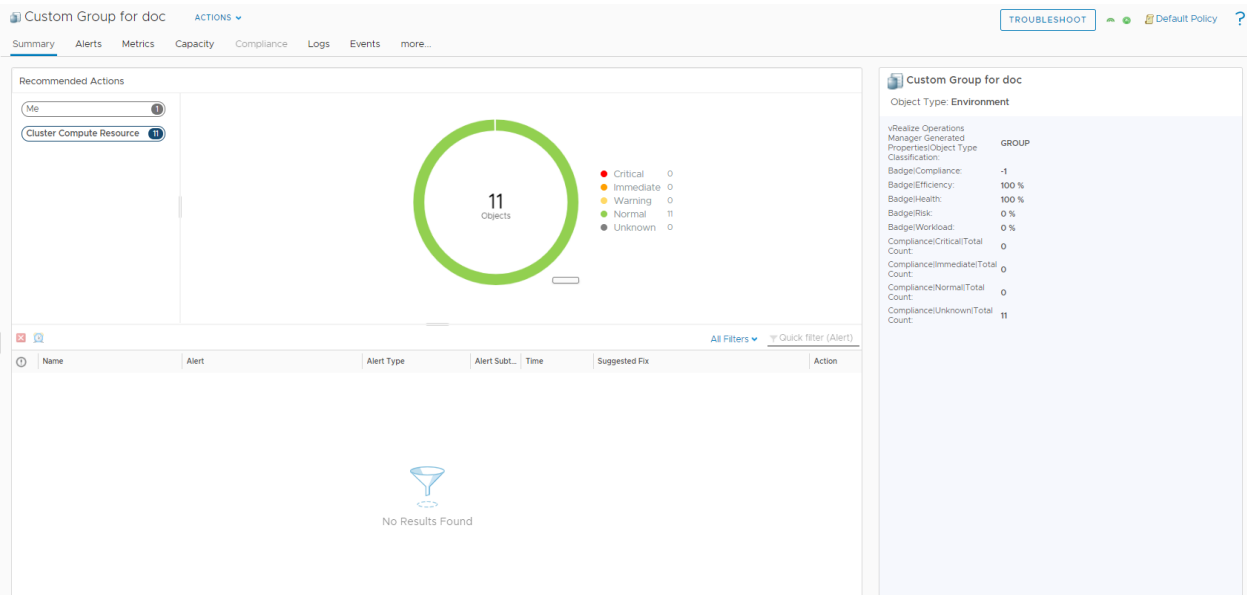 Custom Group for doc ACTIONS
TROUBLESHOOT Default Policy ?
Summary Alerts Metrics Capacity Compliance Logs Events more...
Recommended Actions
Me 1
Cluster Compute Resource 11
11
Objects
Critical 0
Immediate 0
Warning 0
Normal 11
Unknown 0
All Filters Quick filter (Alert)
Name Alert Alert Type Alert Subt... Time Suggested Fix Action
No Results Found
Custom Group for doc
Object Type: Environment
vRealize Operations
Manager Generated
Properties|Object Type
Classification: GROUP
Badge|Compliance: -1
Badge|Efficiency: 100 %
Badge|Health: 100 %
Badge|Risk: 0 %
Badge|Workload: 0 %
Compliance|Critical|Total
Count: 0
Compliance|Immediate|Total
Count: 0
Compliance|Normal|Total
Count: 0
Compliance|Unknown|Total
Count: 11